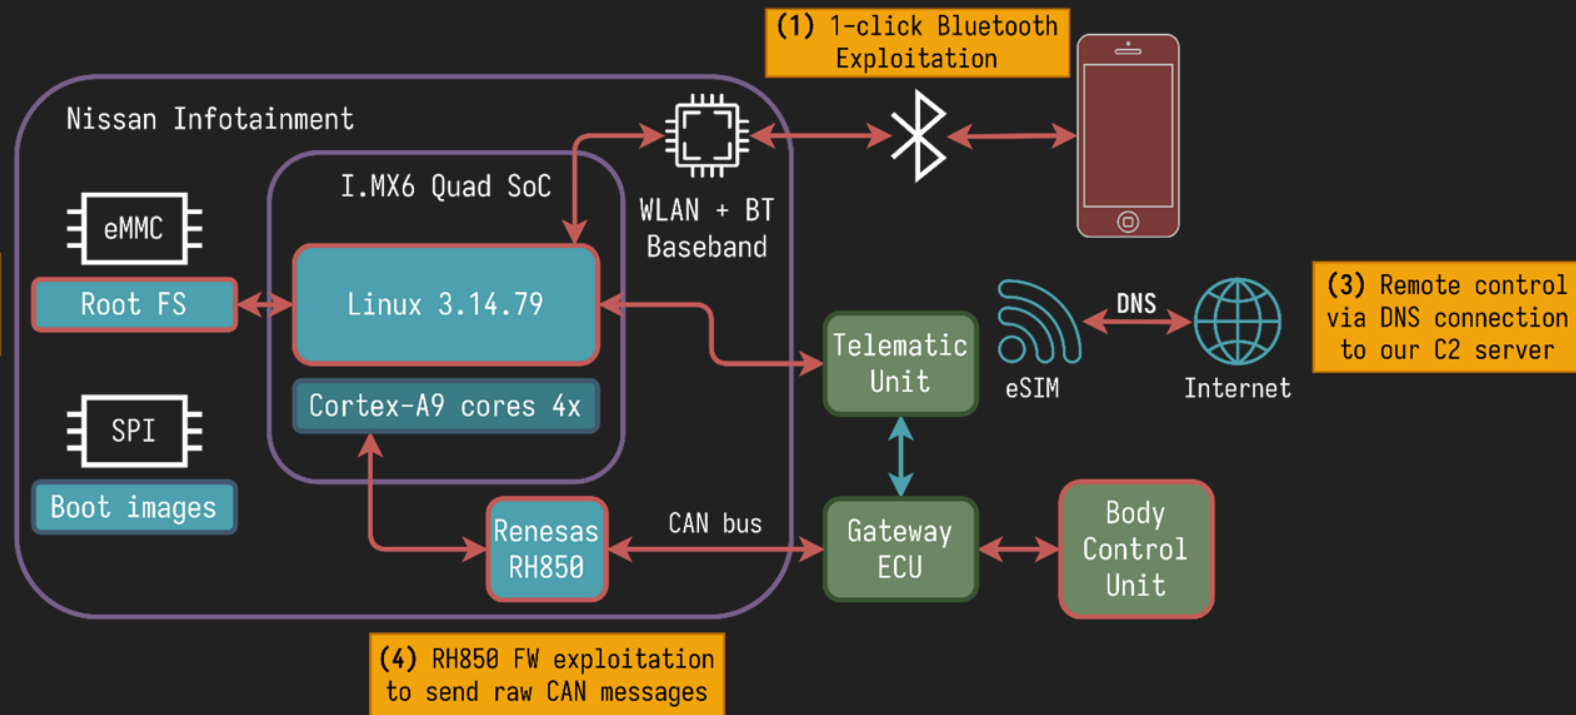 (1) 1-click Bluetooth
Exploitation
Nissan Infotainment
I.MX6 Quad SoC
eMMC
WLAN + BT
Baseband
Root FS
Linux 3.14.79
(3) Remote control
via DNS connection
to our C2 server
DNS
Telematic
Unit
eSIM
Internet
Cortex-A9 cores 4x
SPI
Boot images
Renesas
RH850
CAN bus
Gateway
ECU
Body
Control
Unit
(4) RH850 FW exploitation
to send raw CAN messages